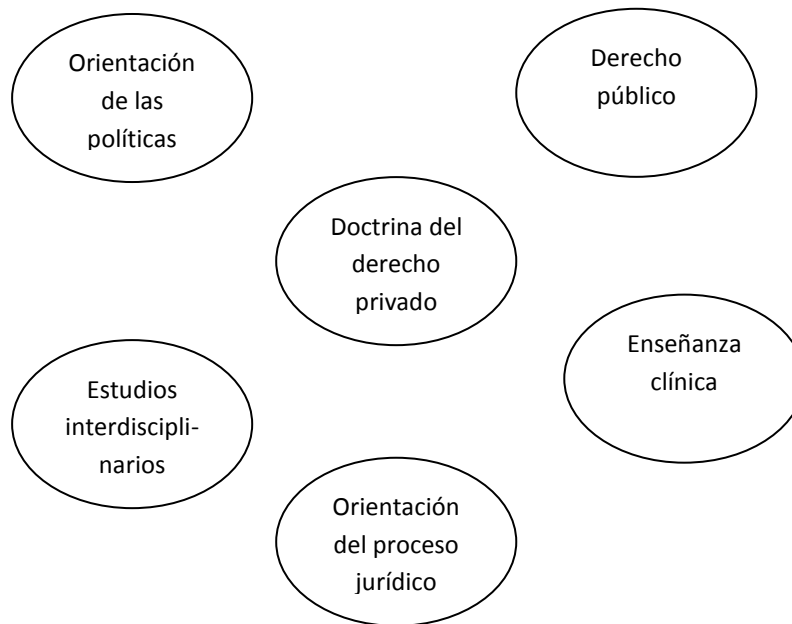 Orientación
de las
políticas
Derecho
público
Doctrina del
derecho
privado
Enseñanza
clínica
Estudios
interdiscipli-
narios
Orientación
del proceso
jurídico